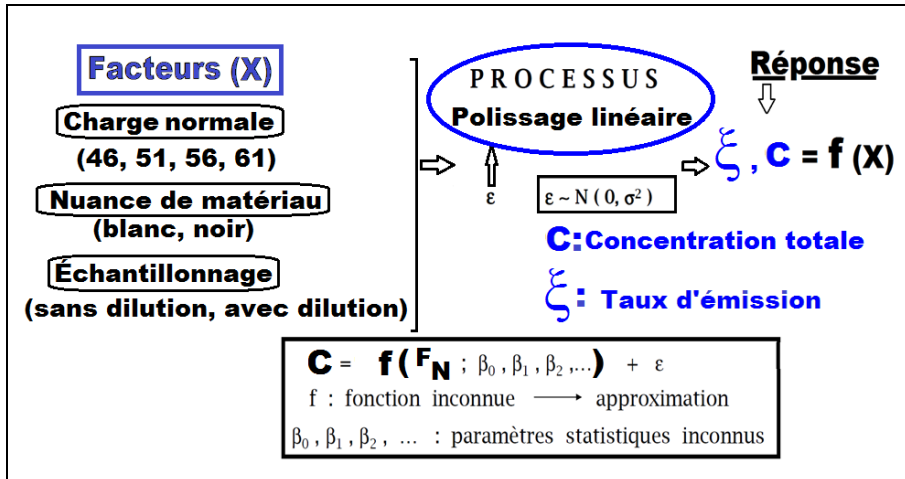 Facteurs (X)
Charge normale
(46, 51, 56, 61)
Nuance de matériau
(blanc, noir)
Échantillonnage
(sans dilution, avec dilution)
PROCESSUS
Polissage linéaire
ε
ε ~ N ( 0, σ² )
Réponse
ξ , C = f (X)
C: Concentration totale
ξ : Taux d'émission
C = f ( F_N ; β₀ , β₁ , β₂ ,...) + ε
f : fonction inconnue ⟶ approximation
β₀ , β₁ , β₂ , ... : paramètres statistiques inconnus